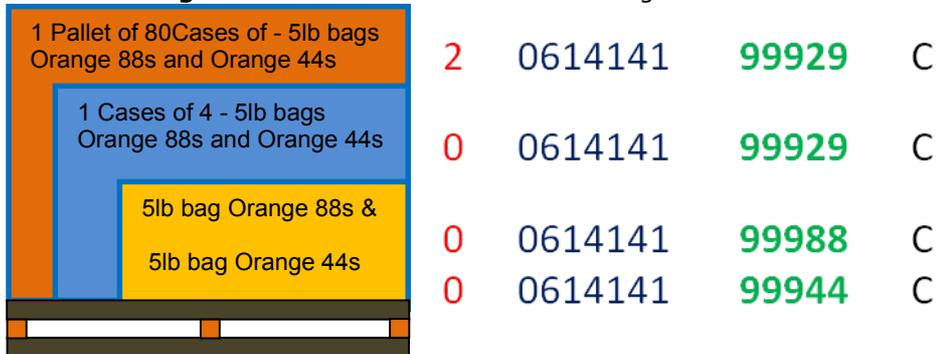 1 Pallet of 80Cases of - 5lb bags
Orange 88s and Orange 44s
2 0614141 99929 C
1 Cases of 4 - 5lb bags
Orange 88s and Orange 44s
0 0614141 99929 C
5lb bag Orange 88s &
0 0614141 99988 C
5lb bag Orange 44s
0 0614141 99944 C